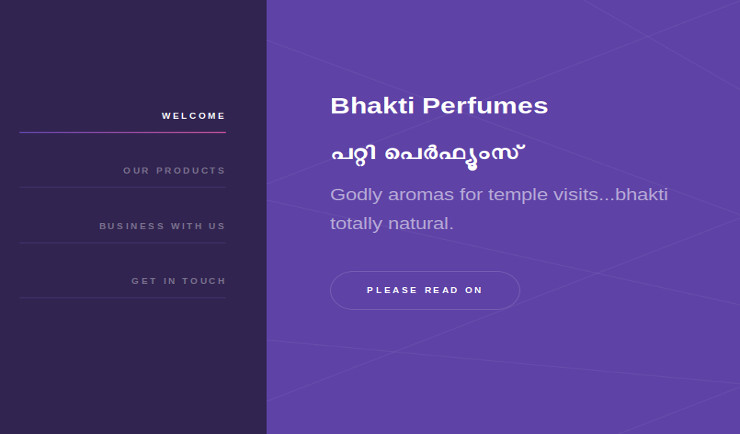 WELCOME
OUR PRODUCTS
BUSINESS WITH US
GET IN TOUCH
Bhakti Perfumes
പറ്റി പെർഫ്യൂംസ്
Godly aromas for temple visits...bhakti
totally natural.
PLEASE READ ON